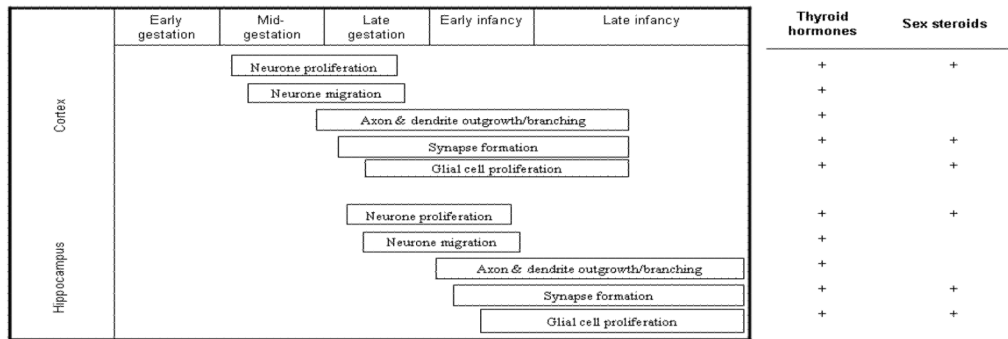 Early gestation
Mid-gestation
Late gestation
Early infancy
Late infancy
Thyroid hormones
Sex steroids
Cortex
Neurone proliferation + +
Neurone migration +
Axon & dendrite outgrowth/branching +
Synapse formation + +
Glial cell proliferation + +
Hippocampus
Neurone proliferation + +
Neurone migration +
Axon & dendrite outgrowth/branching +
Synapse formation + +
Glial cell proliferation + +